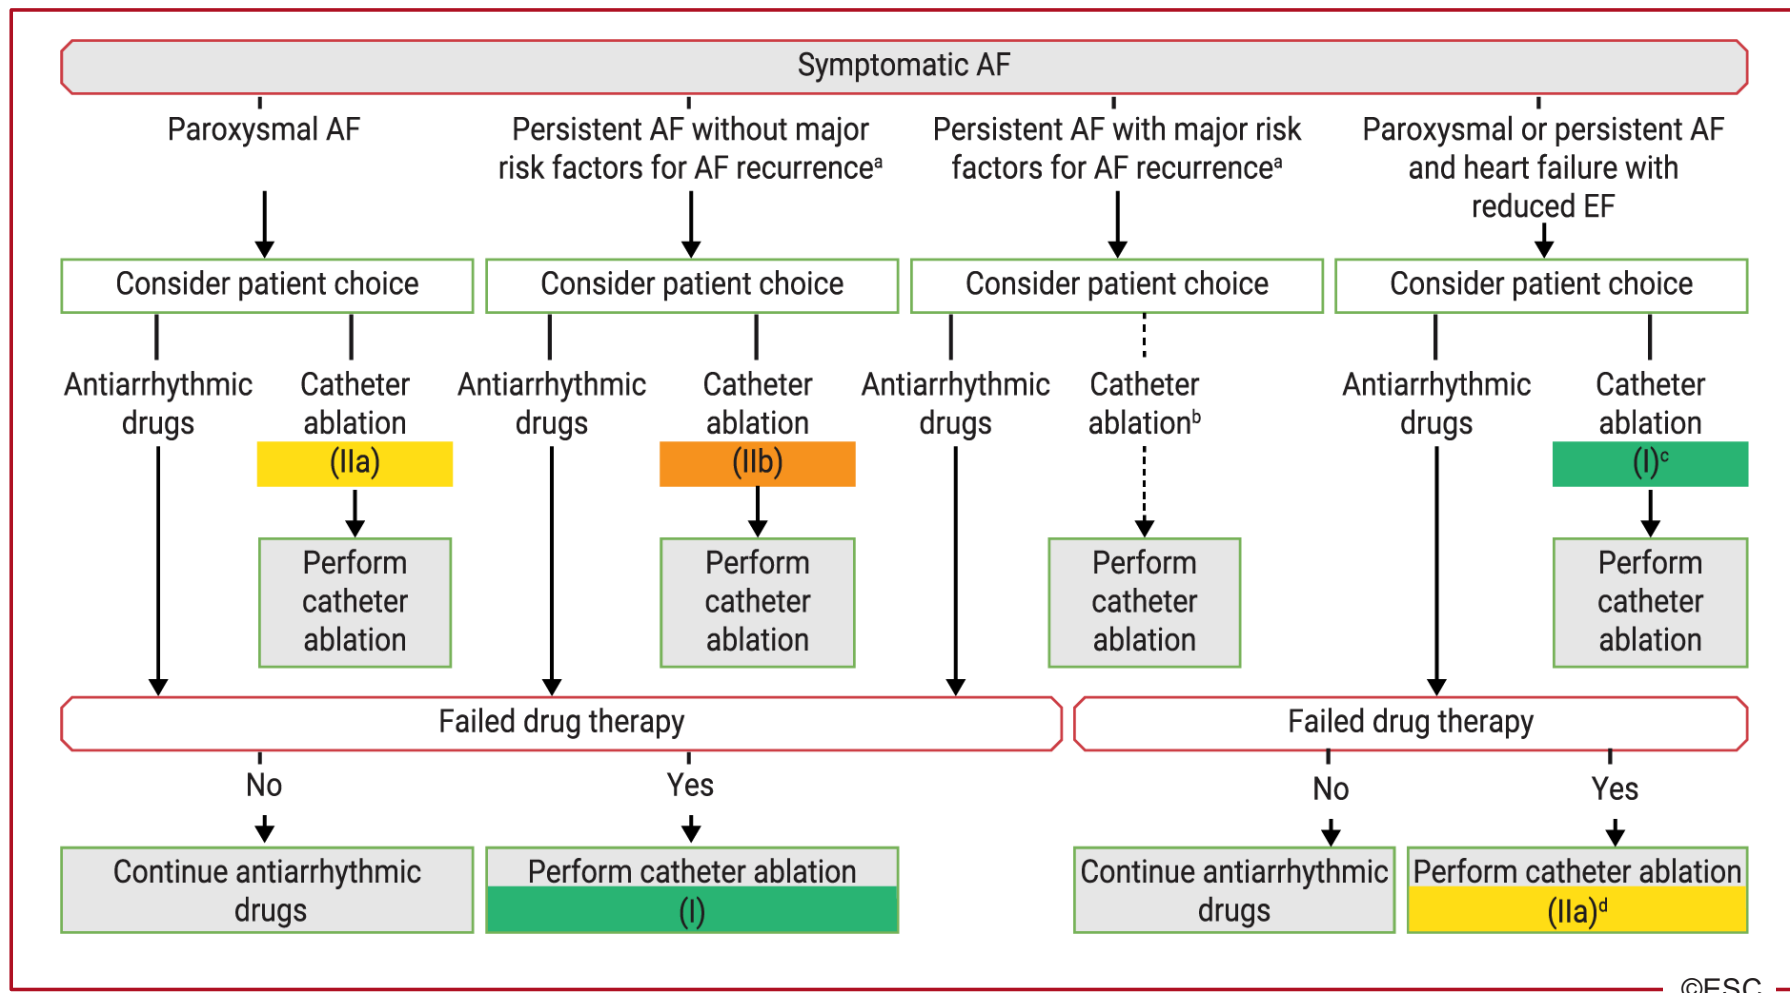 Symptomatic AF
Paroxysmal AF
Persistent AF without major
risk factors for AF recurrenceᵃ
Persistent AF with major risk
factors for AF recurrenceᵃ
Paroxysmal or persistent AF
and heart failure with
reduced EF
Consider patient choice
Consider patient choice
Consider patient choice
Consider patient choice
Antiarrhythmic
drugs
Catheter
ablation
(IIa)
Antiarrhythmic
drugs
Catheter
ablation
(IIb)
Antiarrhythmic
drugs
Catheter
ablationᵇ
Antiarrhythmic
drugs
Catheter
ablation
(I)ᶜ
Perform
catheter
ablation
Perform
catheter
ablation
Perform
catheter
ablation
Perform
catheter
ablation
Failed drug therapy
Failed drug therapy
No
Yes
No
Yes
Continue antiarrhythmic
drugs
Perform catheter ablation
(I)
Continue antiarrhythmic
drugs
Perform catheter ablation
(IIa)ᵈ
©ESC